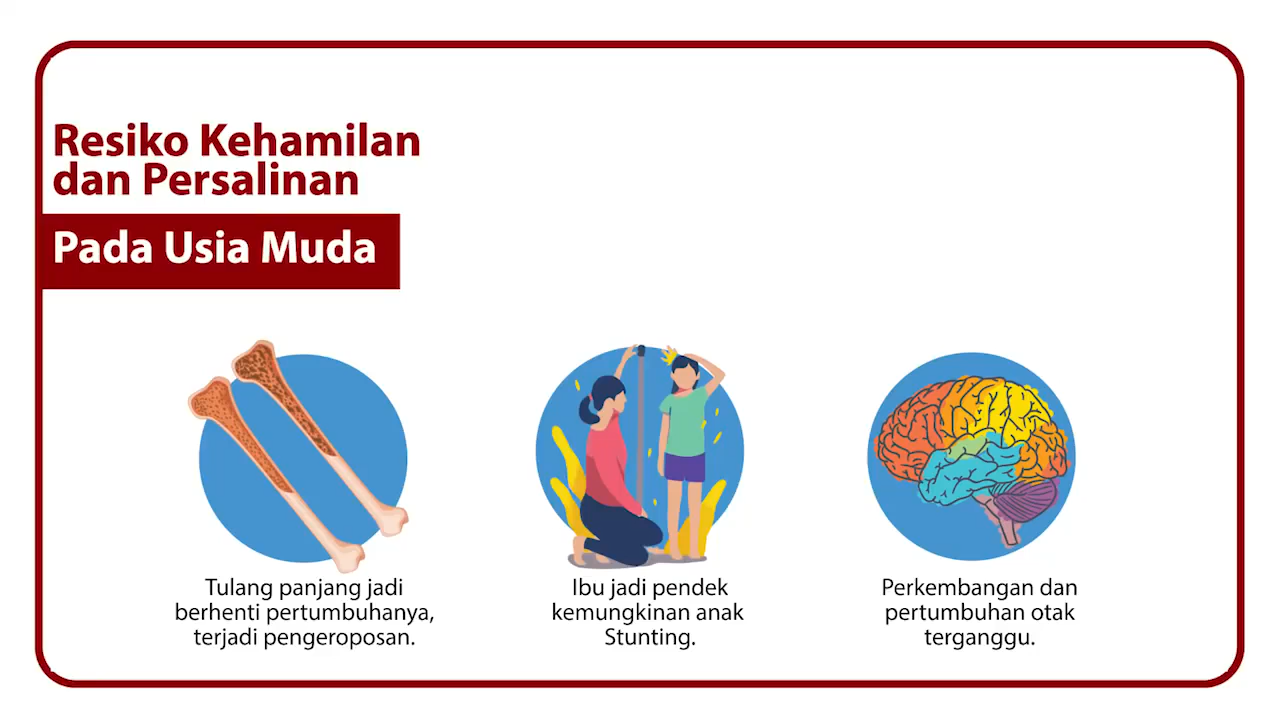 Resiko Kehamilan
dan Persalinan
Pada Usia Muda
Tulang panjang jadi
berhenti pertumbuhanya,
terjadi pengeroposan.
Ibu jadi pendek
kemungkinan anak
Stunting.
Perkembangan dan
pertumbuhan otak
terganggu.